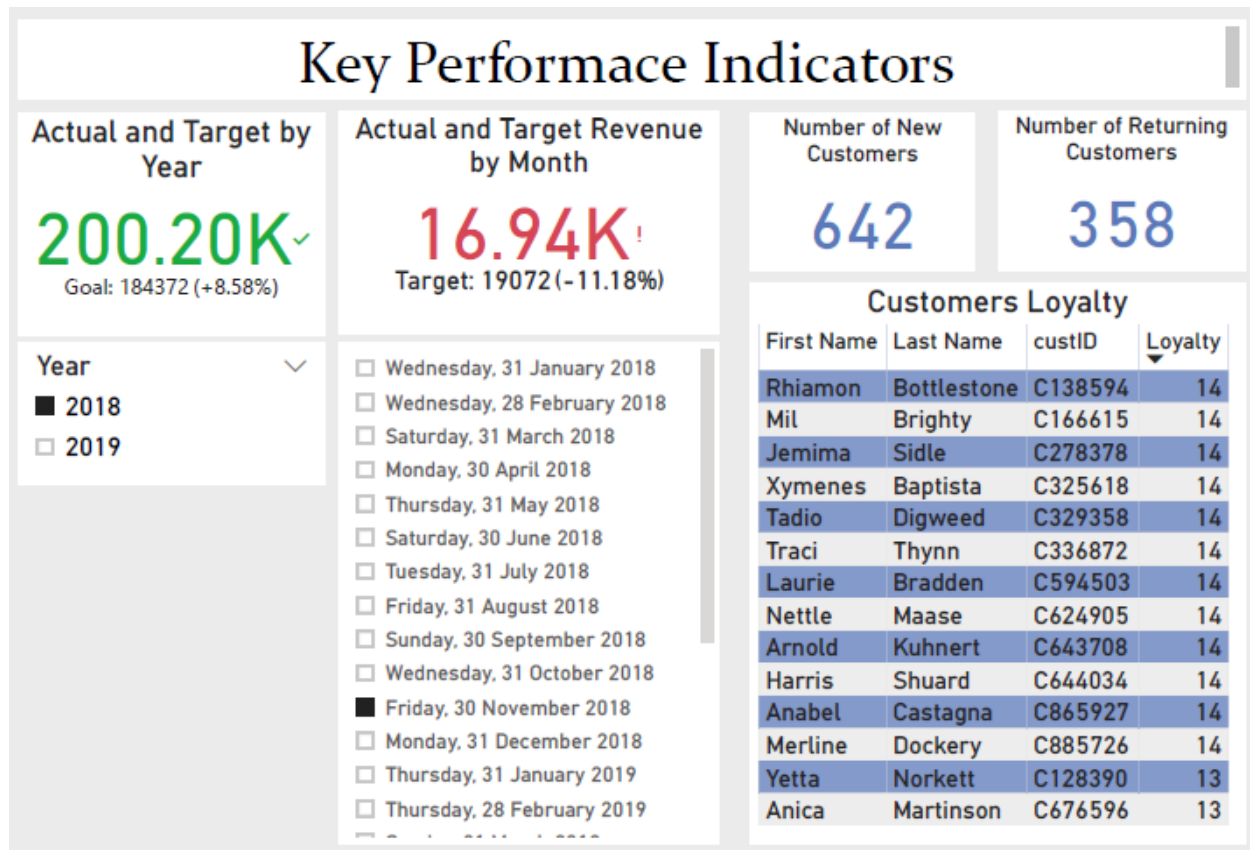 Key Performace Indicators
Actual and Target by
Year
200.20K
Goal: 184372 (+8.58%)
Year
2018
2019
Actual and Target Revenue
by Month
16.94K!
Target: 19072 (-11.18%)
Wednesday, 31 January 2018
Wednesday, 28 February 2018
Saturday, 31 March 2018
Monday, 30 April 2018
Thursday, 31 May 2018
Saturday, 30 June 2018
Tuesday, 31 July 2018
Friday, 31 August 2018
Sunday, 30 September 2018
Wednesday, 31 October 2018
Friday, 30 November 2018
Monday, 31 December 2018
Thursday, 31 January 2019
Thursday, 28 February 2019
Number of New
Customers
642
Number of Returning
Customers
358
Customers Loyalty
First Name Last Name custID Loyalty
Rhiamon Bottlestone C138594 14
Mil Brighty C166615 14
Jemima Sidle C278378 14
Xymenes Baptista C325618 14
Tadio Digweed C329358 14
Traci Thynn C336872 14
Laurie Bradden C594503 14
Nettle Maase C624905 14
Arnold Kuhnert C643708 14
Harris Shuard C644034 14
Anabel Castagna C865927 14
Merline Dockery C885726 14
Yetta Norkett C128390 13
Anica Martinson C676596 13